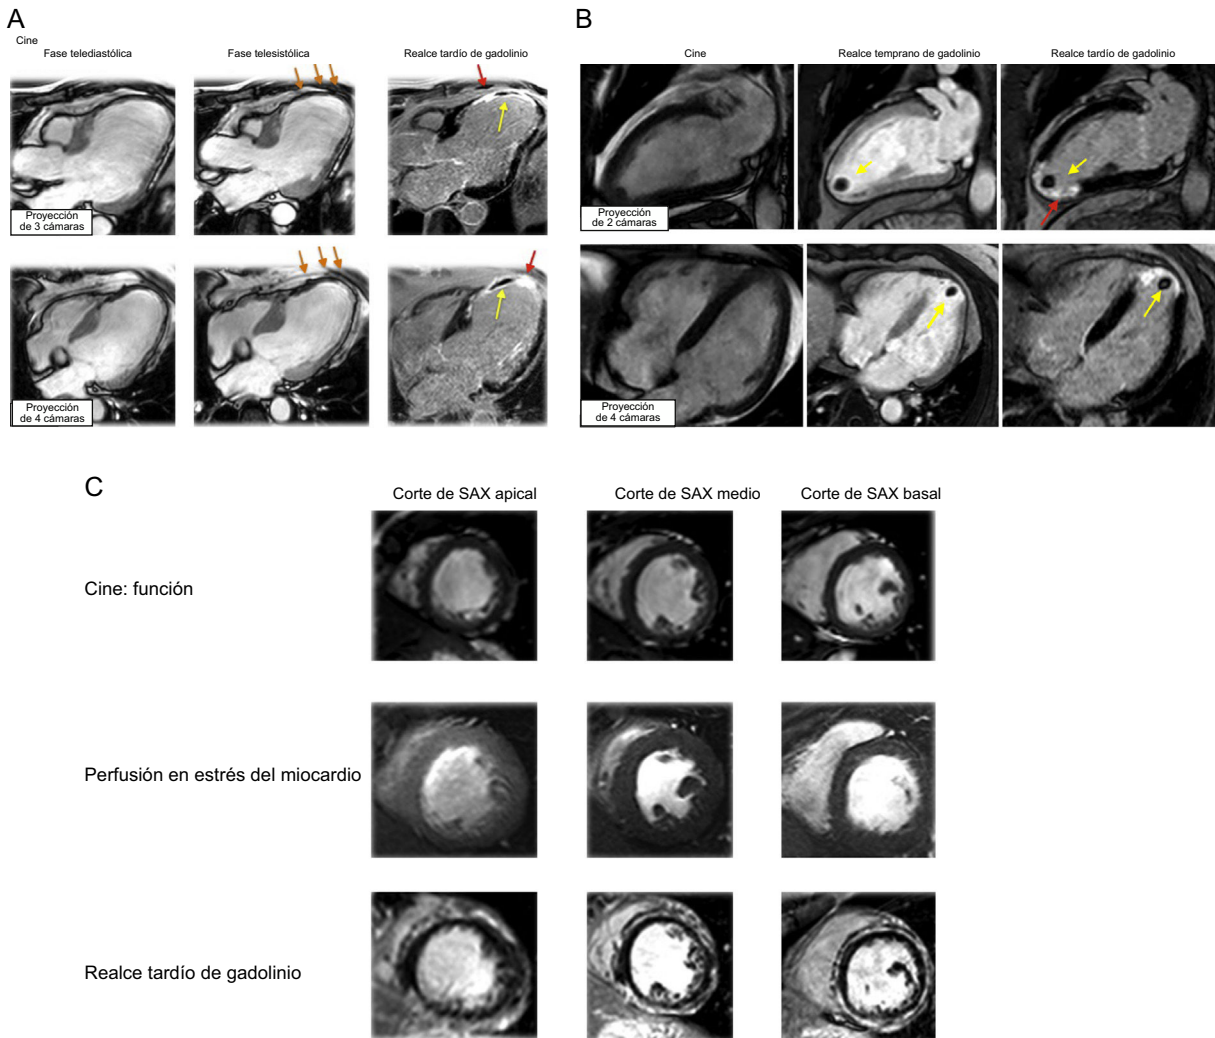 A
Cine
Fase telediastólica
Fase telesistólica
Realce tardío de gadolinio
Proyección
de 3 cámaras
Proyección
de 4 cámaras
B
Cine
Realce temprano de gadolinio
Realce tardío de gadolinio
Proyección
de 2 cámaras
Proyección
de 4 cámaras
C
Corte de SAX apical
Corte de SAX medio
Corte de SAX basal
Cine: función
Perfusión en estrés del miocardio
Realce tardío de gadolinio